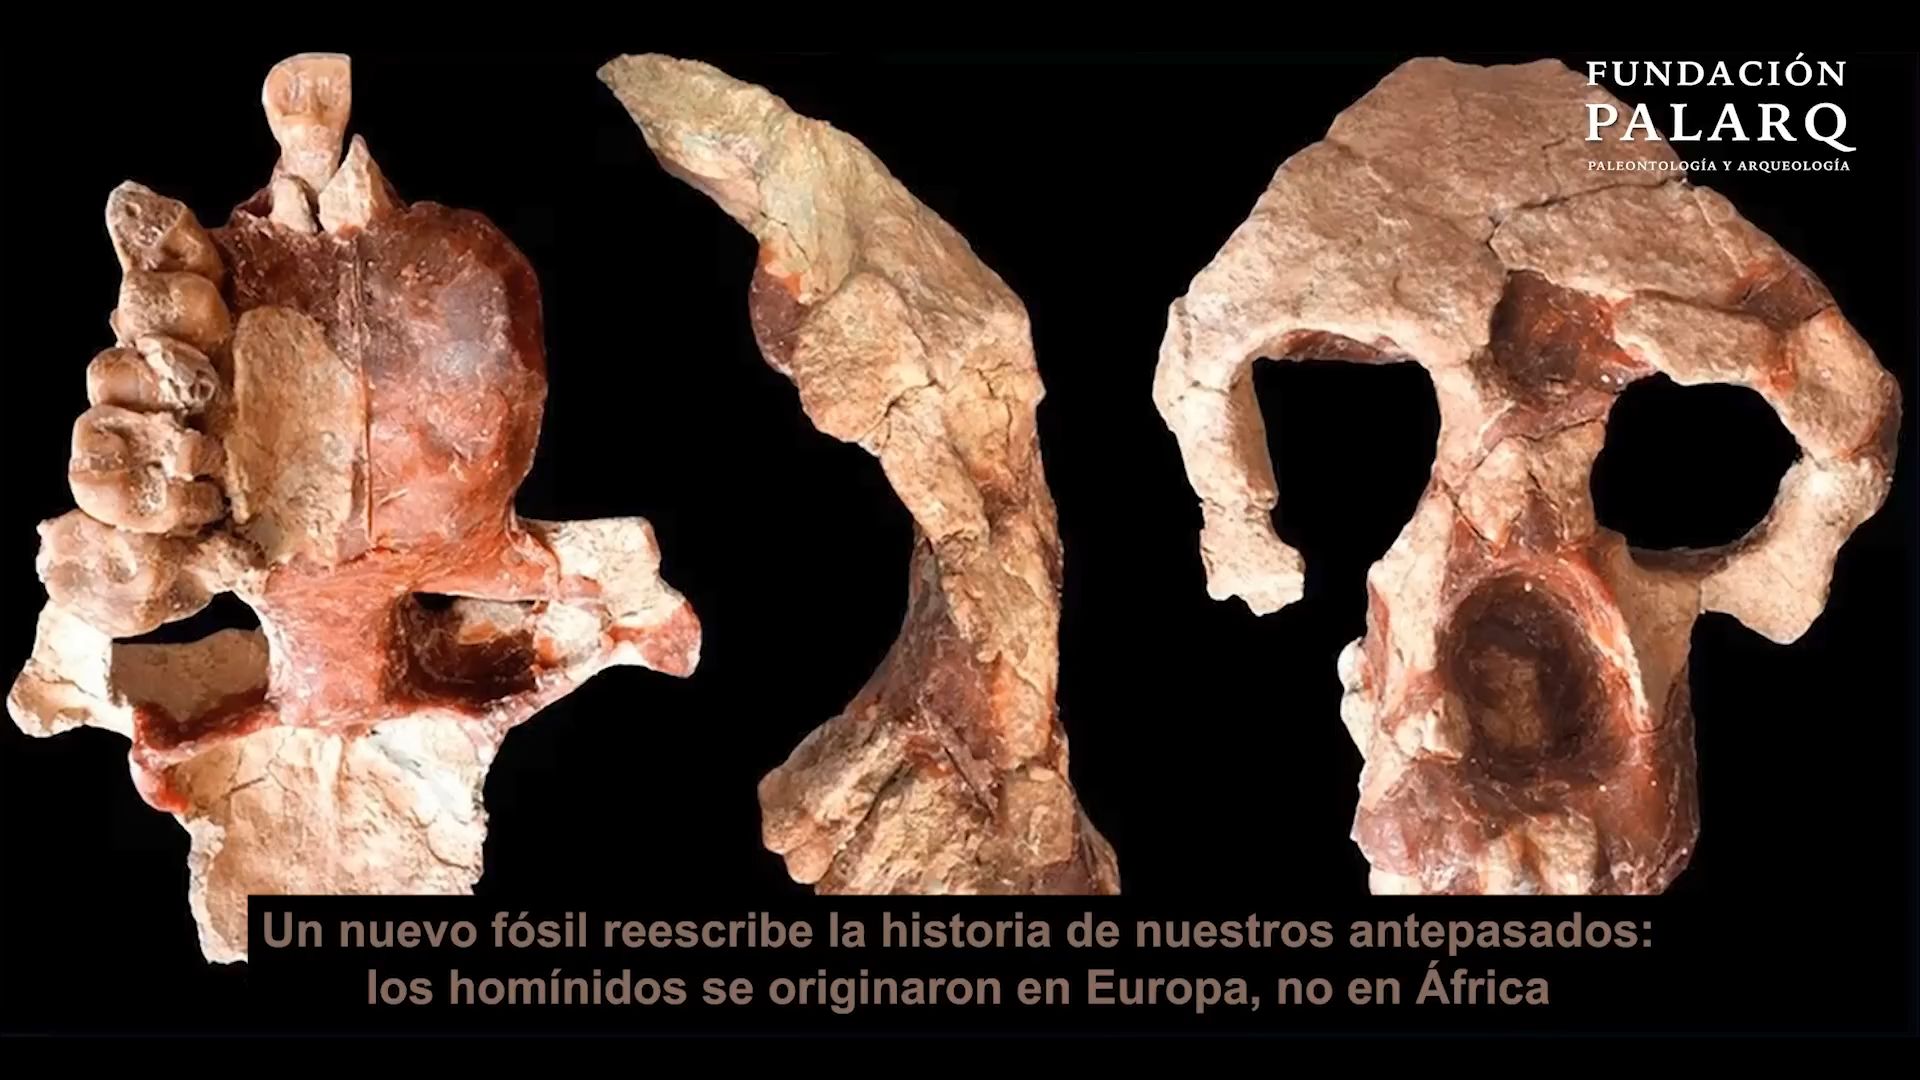 FUNDACIÓN
PALARQ
PALEONTOLOGÍA Y ARQUEOLOGÍA
Un nuevo fósil reescribe la historia de nuestros antepasados:
los homínidos se originaron en Europa, no en África